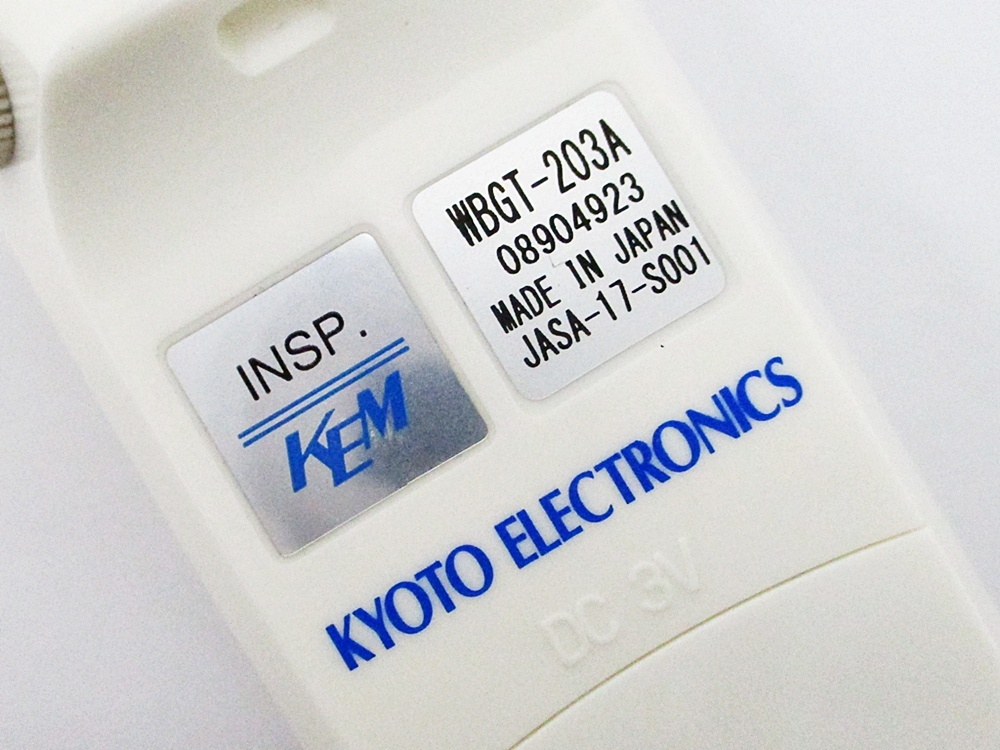 WBGT-203A
08904923
MADE IN JAPAN
JASA-17-S001
INSP.
KEM
KYOTO ELECTRONICS
DC 3V